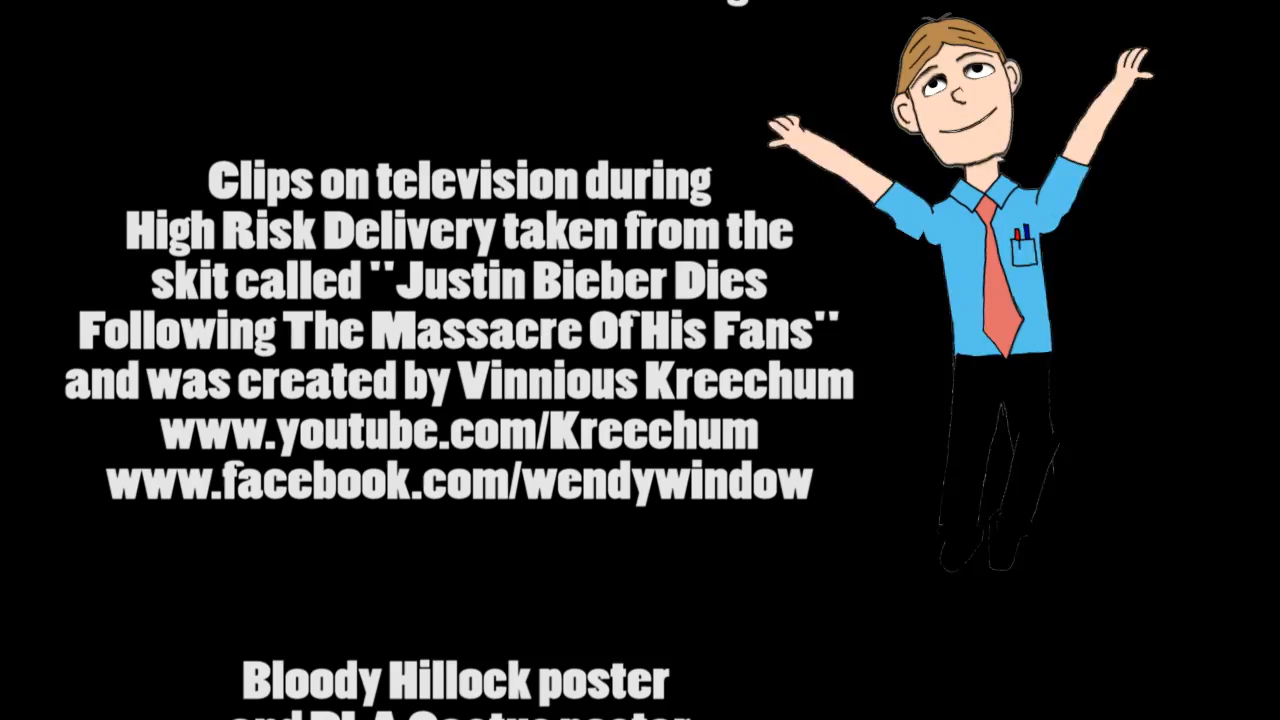 Clips on television during
High Risk Delivery taken from the
skit called "Justin Bieber Dies
Following The Massacre Of His Fans"
and was created by Vinnious Kreechum
www.youtube.com/Kreechum
www.facebook.com/wendywindow
Bloody Hillock poster
and
poster